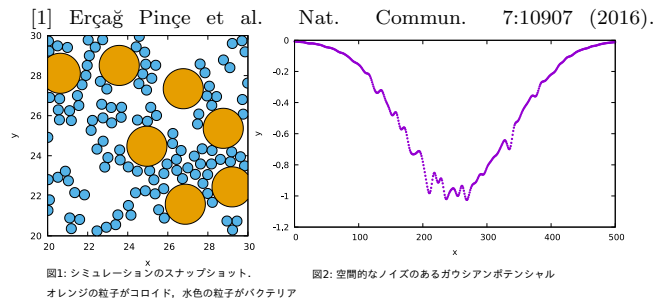 [1] Erçağ Pinçe et al. Nat. Commun. 7:10907 (2016).
30
28
26
24
22
20
y
20 22 24 26 28 30
x
0
-0.2
-0.4
-0.6
-0.8
-1
-1.2
y
0 100 200 300 400 500
x
図1: シミュレーションのスナップショット.
オレンジの粒子がコロイド, 水色の粒子がバクテリア
図2: 空間的なノイズのあるガウシアンポテンシャル